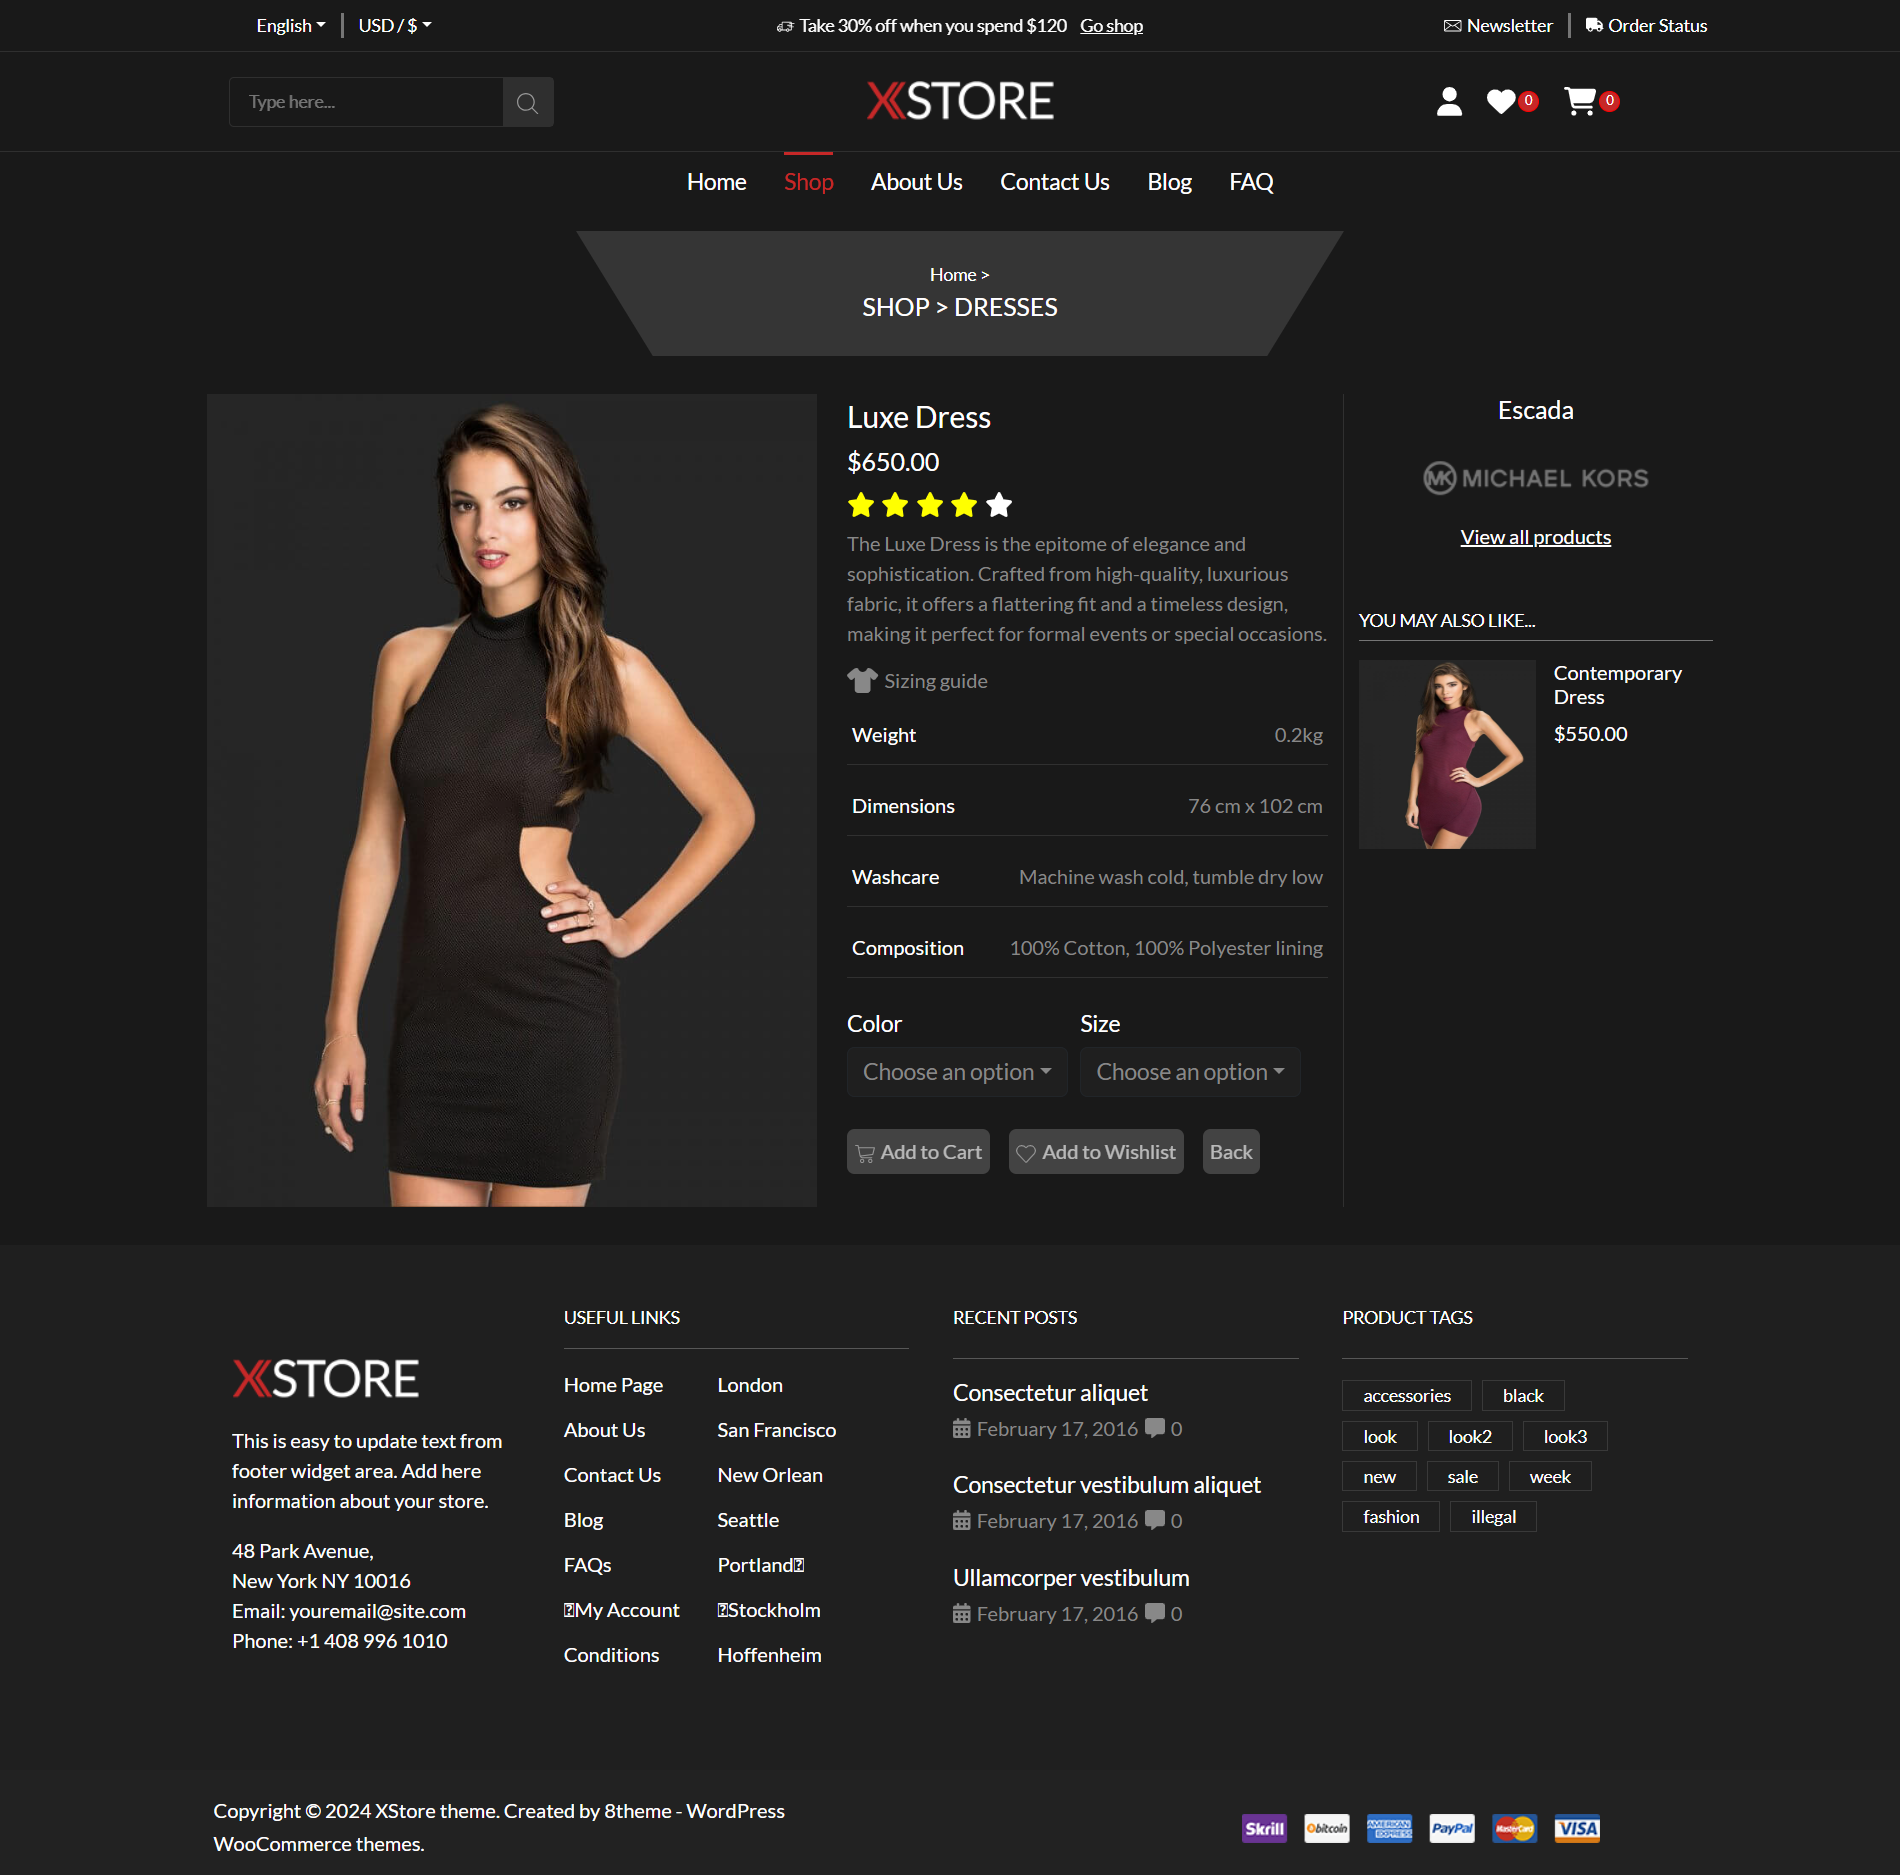 English
USD / $
Take 30% off when you spend $120 Go shop
Newsletter
Order Status
Type here...
XSTORE
0
0
Home
Shop
About Us
Contact Us
Blog
FAQ
Home >
SHOP > DRESSES
Luxe Dress
$650.00
The Luxe Dress is the epitome of elegance and
sophistication. Crafted from high-quality, luxurious
fabric, it offers a flattering fit and a timeless design,
making it perfect for formal events or special occasions.
Sizing guide
Weight 0.2kg
Dimensions 76 cm x 102 cm
Washcare Machine wash cold, tumble dry low
Composition 100% Cotton, 100% Polyester lining
Color Size
Choose an option Choose an option
Add to Cart
Add to Wishlist
Back
Escada
MK MICHAEL KORS
View all products
YOU MAY ALSO LIKE...
Contemporary
Dress
$550.00
XSTORE
This is easy to update text from
footer widget area. Add here
information about your store.
48 Park Avenue,
New York NY 10016
Email: youremail@site.com
Phone: +1 408 996 1010
USEFUL LINKS
Home Page
About Us
Contact Us
Blog
FAQs
My Account
Conditions
London
San Francisco
New Orlean
Seattle
Portland
Stockholm
Hoffenheim
RECENT POSTS
Consectetur aliquet
February 17, 2016 0
Consectetur vestibulum aliquet
February 17, 2016 0
Ullamcorper vestibulum
February 17, 2016 0
PRODUCT TAGS
accessories black
look look2 look3
new sale week
fashion illegal
Copyright © 2024 XStore theme. Created by 8theme - WordPress
WooCommerce themes.
Skrill
bitcoin
AMERICAN EXPRESS
PayPal
MasterCard
VISA